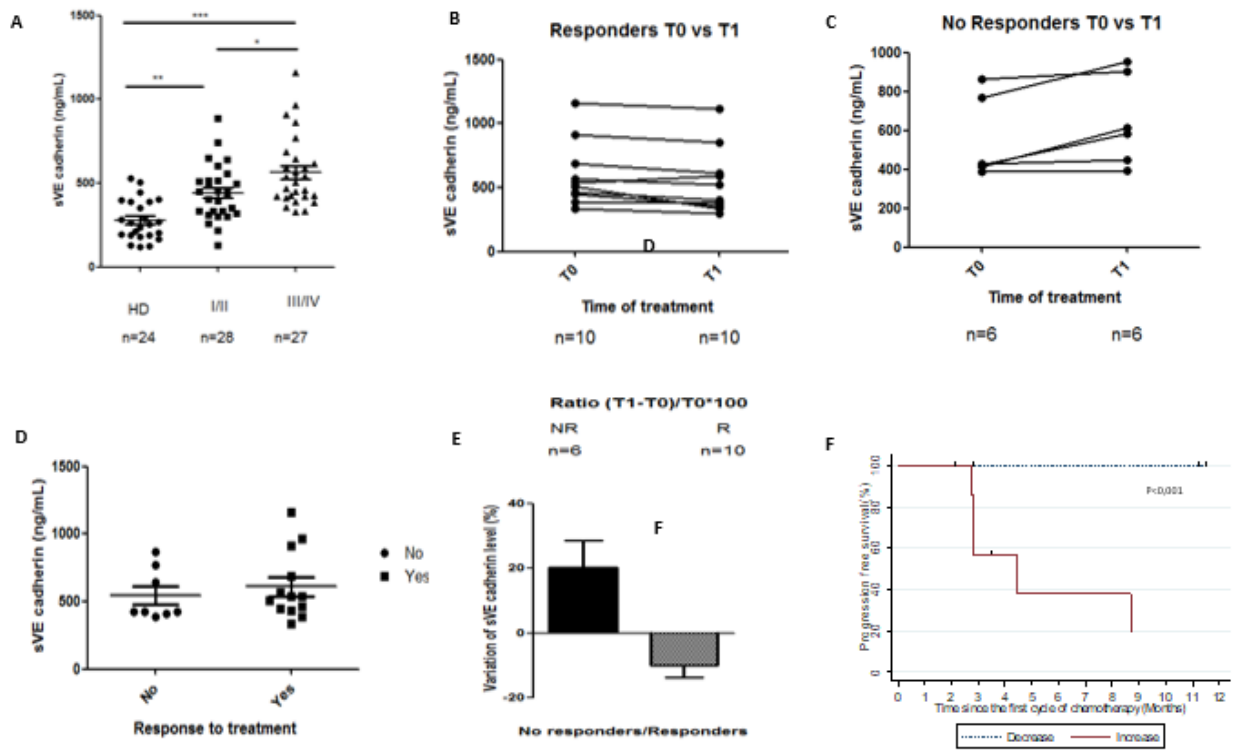 A
***
*
**
1500
1000
500
0
sVE cadherin (ng/mL)
HD
I/II
III/IV
n=24
n=28
n=27
B
Responders T0 vs T1
1500
1000
500
0
sVE cadherin (ng/mL)
D
T0
T1
Time of treatment
n=10
n=10
C
No Responders T0 vs T1
1000
800
600
400
200
0
sVE cadherin (ng/mL)
T0
T1
Time of treatment
n=6
n=6
D
1500
1000
500
0
sVE cadherin (ng/mL)
No
Yes
No
Yes
Response to treatment
E
Ratio (T1-T0)/T0*100
NR
R
n=6
n=10
40
20
0
-20
Variation of sVE cadherin level (%)
F
No responders/Responders
F
100
80
60
40
20
0
Progression free survival(%)
P<0,001
0 1 2 3 4 5 6 7 8 9 10 11 12
Time since the first cycle of chemotherapy (Months)
Decrease
Increase